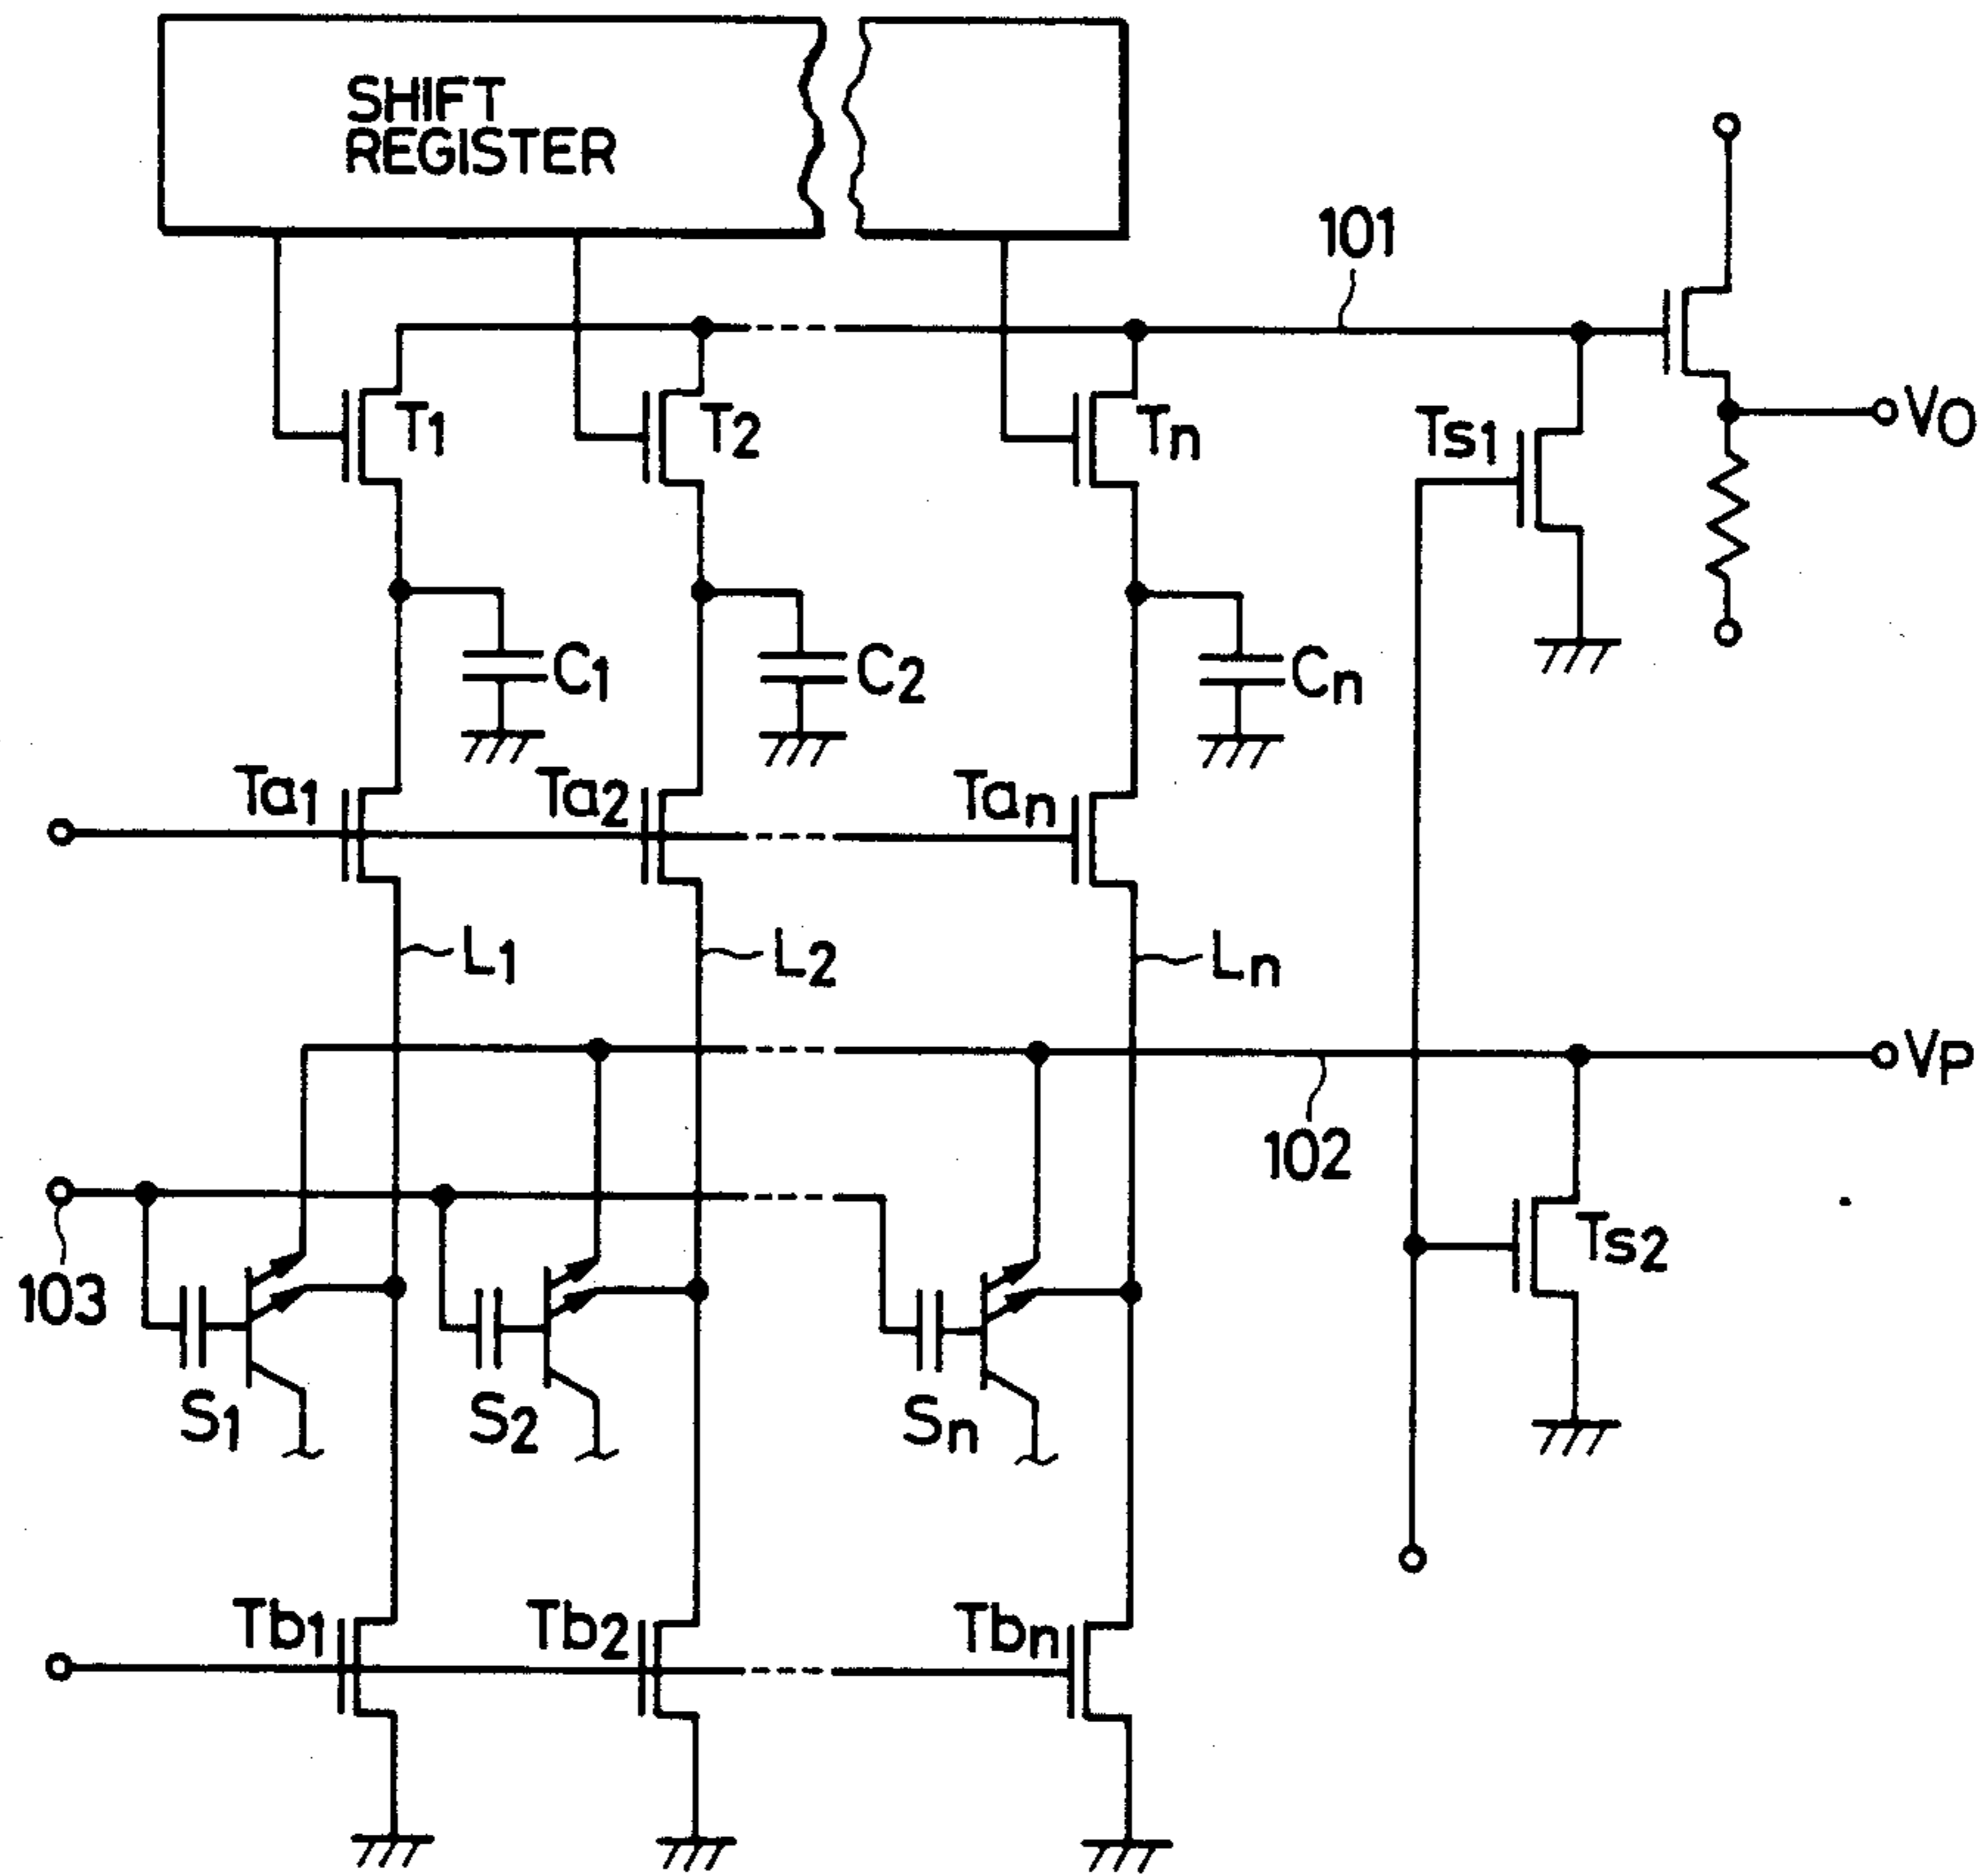 SHIFT
REGISTER
101
T1
T2
Tn
Ts1
VO
C1
C2
Cn
Ta1
Ta2
Tan
L1
L2
Ln
VP
102
103
Ts2
S1
S2
Sn
Tb1
Tb2
Tbn